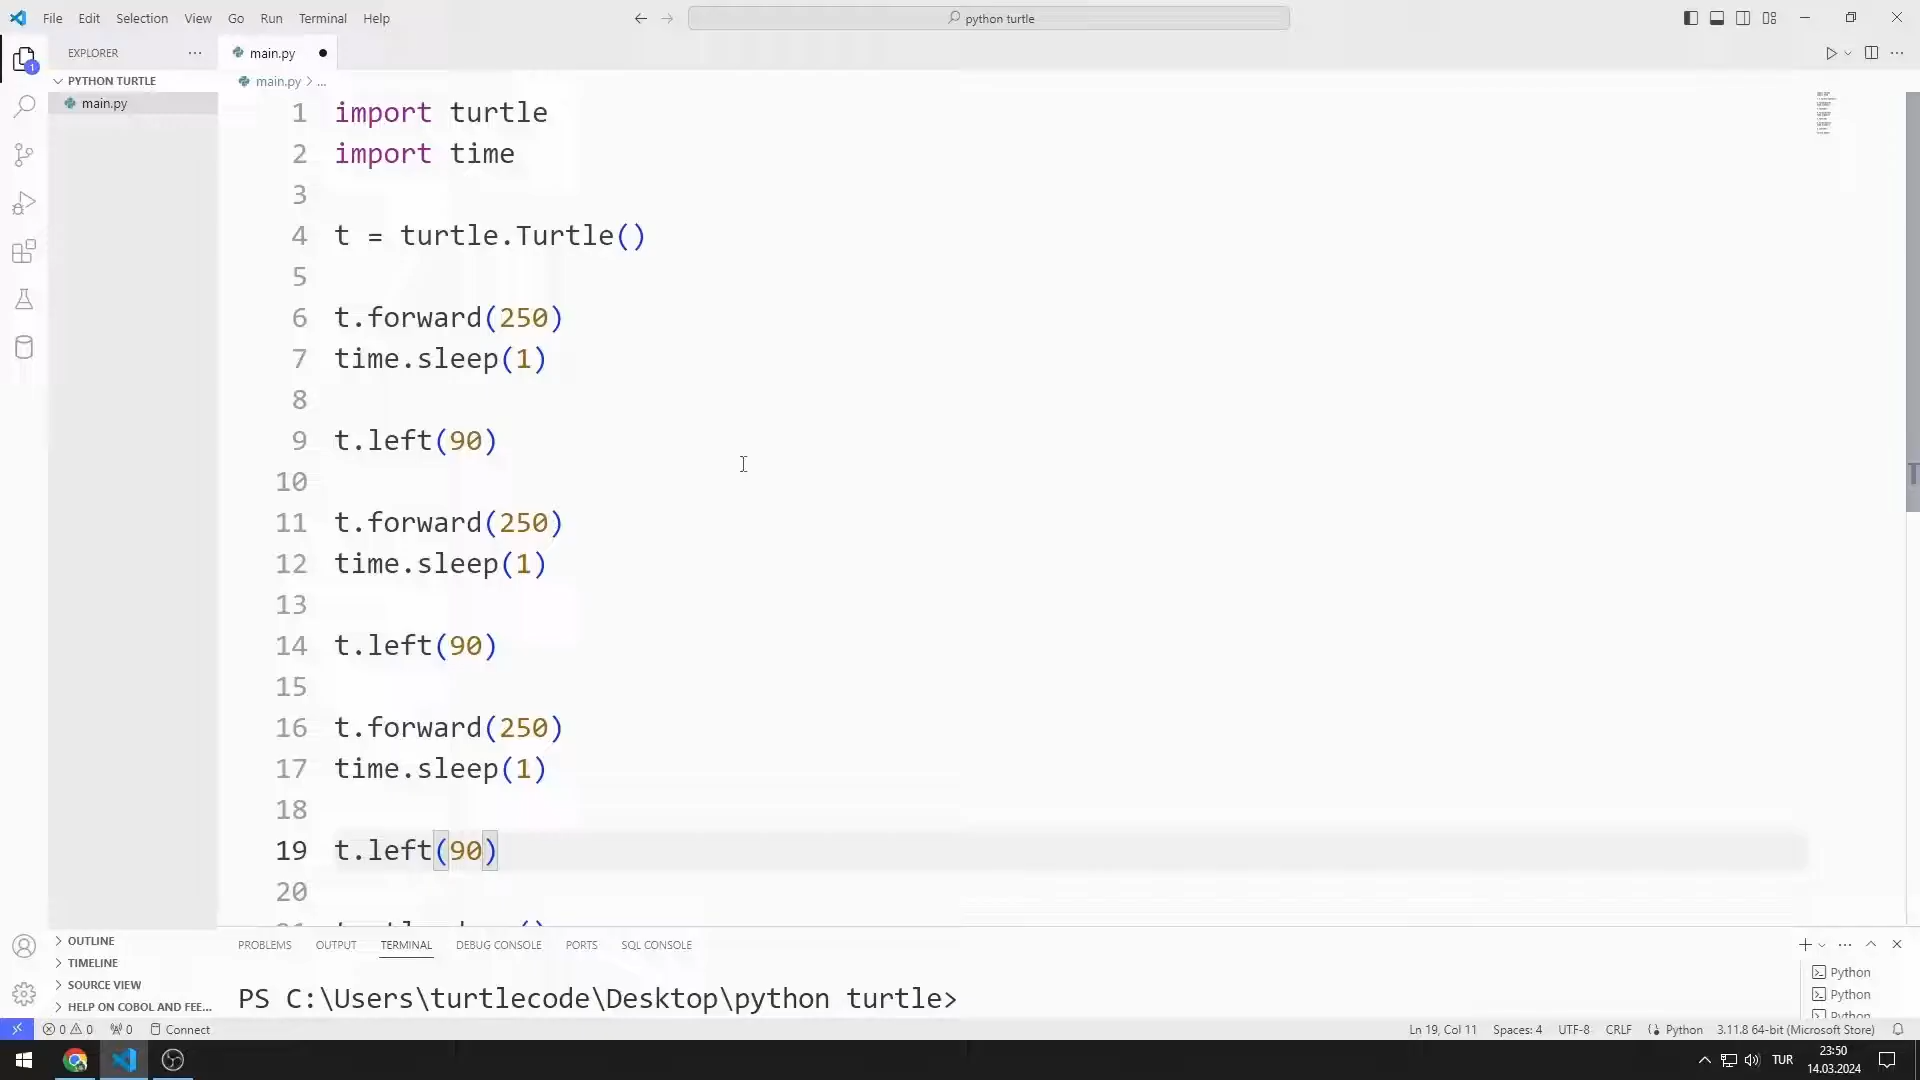 File Edit Selection View Go Run Terminal Help
python turtle
EXPLORER
main.py
PYTHON TURTLE
main.py > ...
1
main.py
1 import turtle
2 import time
3
4 t = turtle.Turtle()
5
6 t.forward(250)
7 time.sleep(1)
8
9 t.left(90)
10
11 t.forward(250)
12 time.sleep(1)
13
14 t.left(90)
15
16 t.forward(250)
17 time.sleep(1)
18
19 t.left(90)
20
OUTLINE
TIMELINE
SOURCE VIEW
HELP ON COBOL AND FEE...
PROBLEMS OUTPUT TERMINAL DEBUG CONSOLE PORTS SQL CONSOLE
PS C:\Users\turtlecode\Desktop\python turtle>
Python
Python
Python
0 0 0 Connect
Ln 19, Col 11 Spaces: 4 UTF-8 CRLF Python 3.11.8 64-bit (Microsoft Store)
TUR
23:50
14.03.2024